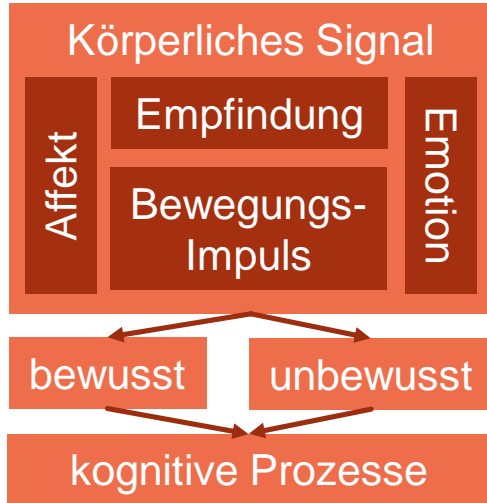 Körperliches Signal
Affekt
Empfindung
Bewegungs-
Impuls
Emotion
bewusst
unbewusst
kognitive Prozesse